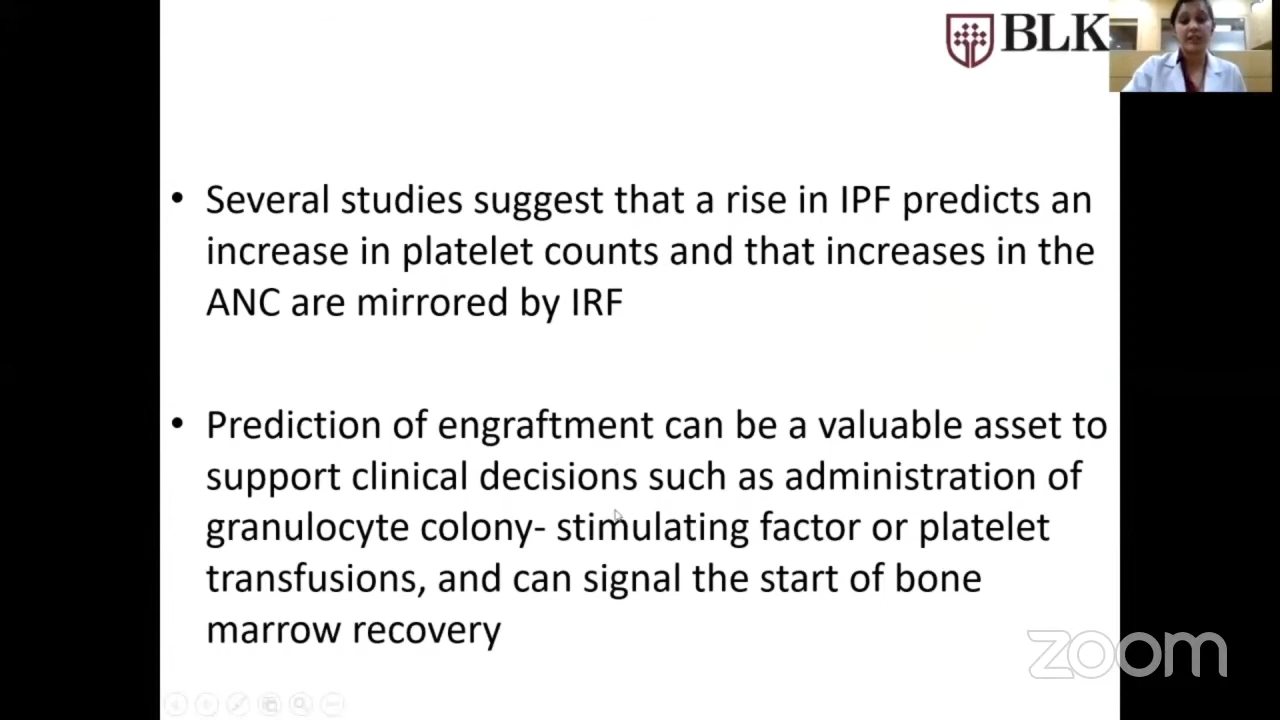 BLK
• Several studies suggest that a rise in IPF predicts an
increase in platelet counts and that increases in the
ANC are mirrored by IRF
• Prediction of engraftment can be a valuable asset to
support clinical decisions such as administration of
granulocyte colony- stimulating factor or platelet
transfusions, and can signal the start of bone
marrow recovery
zoom